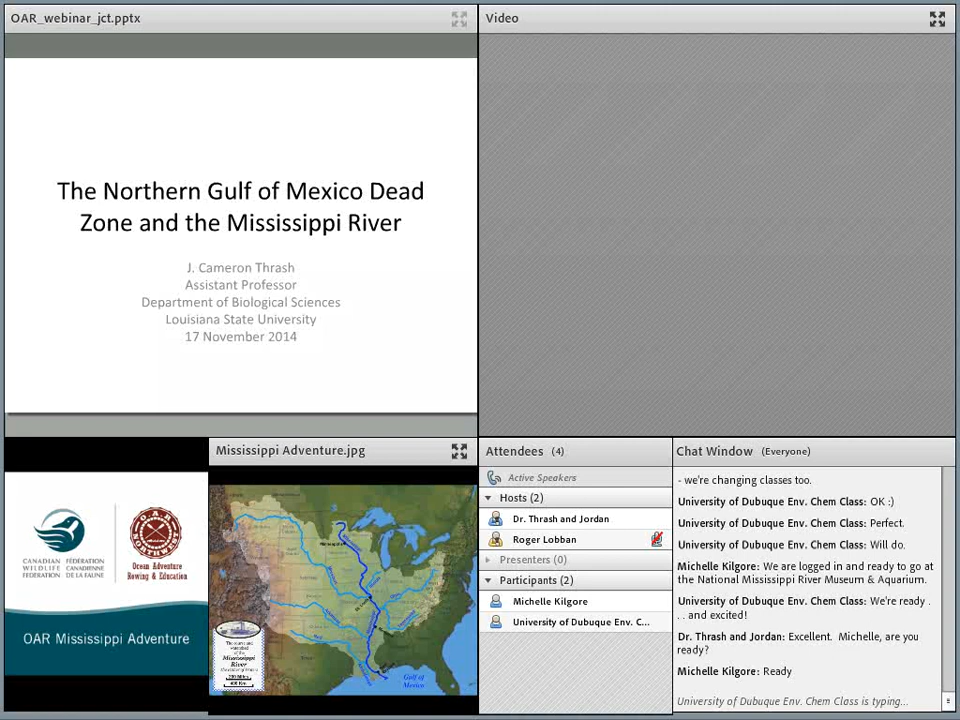 OAR_webinar_jct.pptx
The Northern Gulf of Mexico Dead
Zone and the Mississippi River
J. Cameron Thrash
Assistant Professor
Department of Biological Sciences
Louisiana State University
17 November 2014
Video
CANADIAN FÉDÉRATION
WILDLIFE CANADIENNE
FEDERATION DE LA FAUNE
O.A.R.
NORTHWEST
Ocean Adventure
Rowing & Education
OAR Mississippi Adventure
Mississippi Adventure.jpg
Mississippi
River
Gulf of
Mexico
Attendees (4)
Active Speakers
Hosts (2)
Dr. Thrash and Jordan
Roger Lobban
Presenters (0)
Participants (2)
Michelle Kilgore
University of Dubuque Env. C...
Chat Window (Everyone)
- we're changing classes too.
University of Dubuque Env. Chem Class: OK :)
University of Dubuque Env. Chem Class: Perfect.
University of Dubuque Env. Chem Class: Will do.
Michelle Kilgore: We are logged in and ready to go at
the National Mississippi River Museum & Aquarium.
University of Dubuque Env. Chem Class: We're ready .
. . and excited!
Dr. Thrash and Jordan: Excellent. Michelle, are you
ready?
Michelle Kilgore: Ready
University of Dubuque Env. Chem Class is typing...